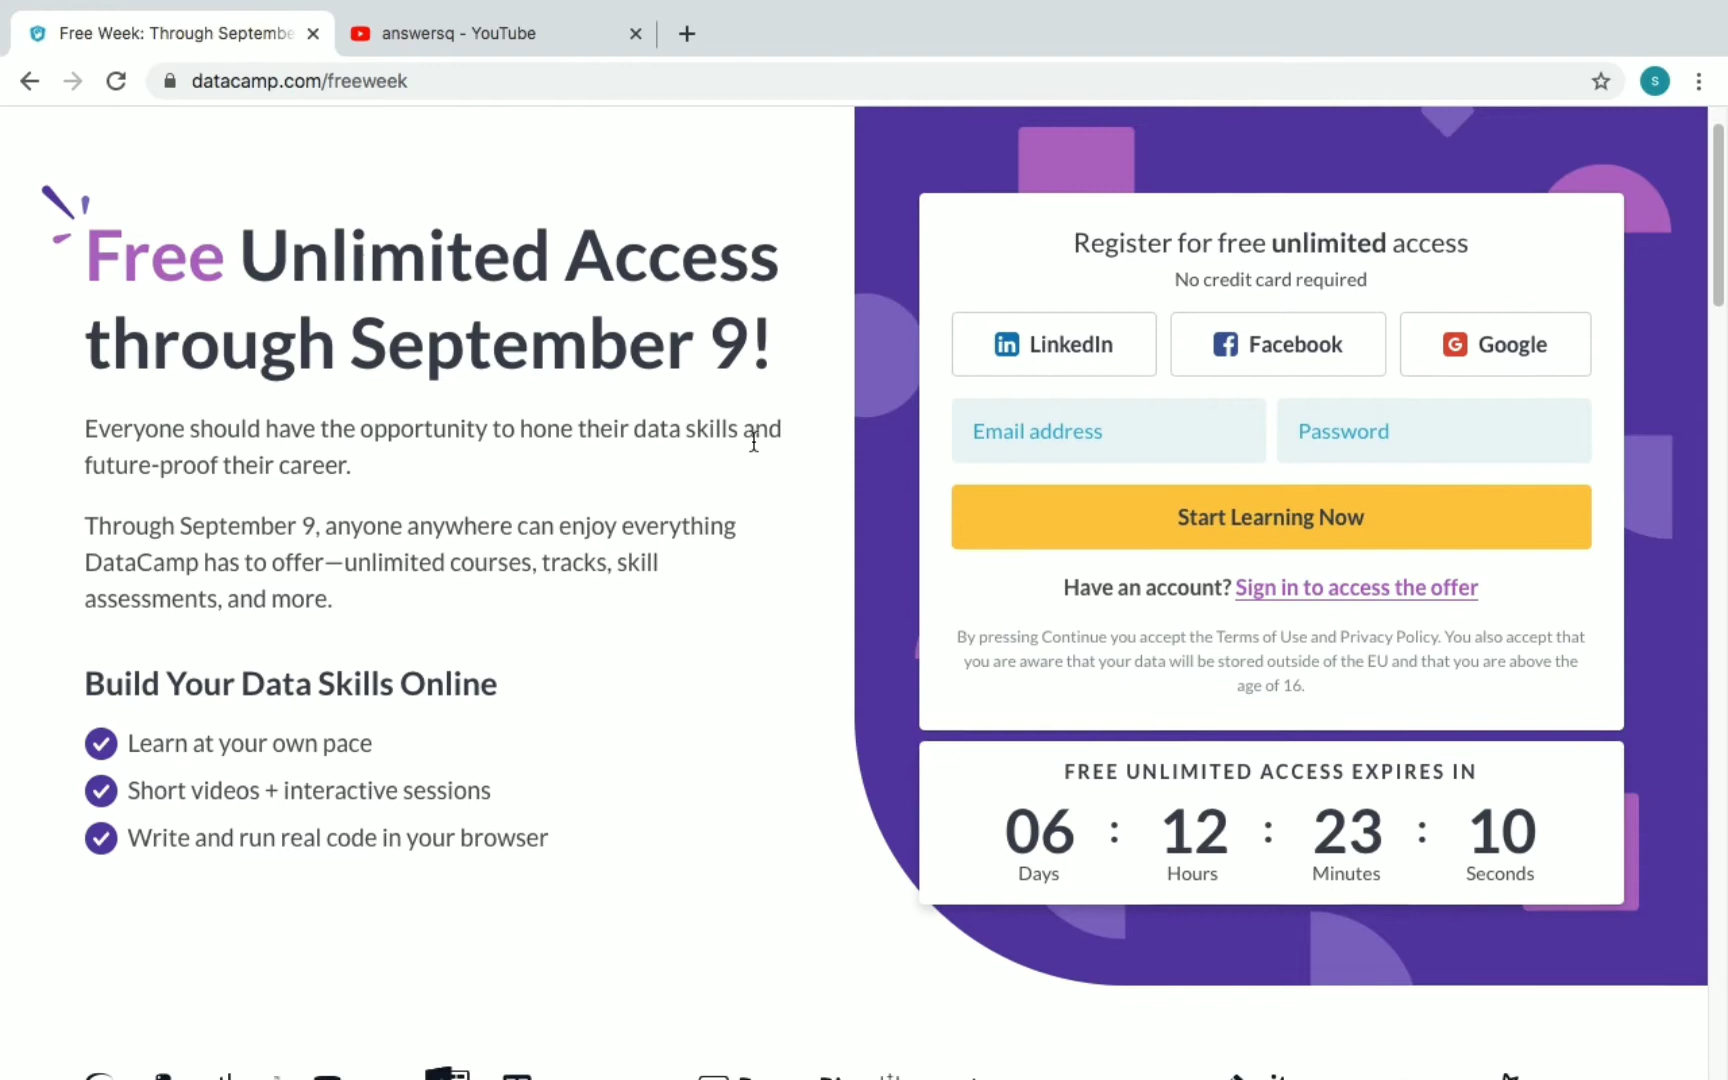 Free Week: Through Septembe
answersq - YouTube
datacamp.com/freeweek
S
Free Unlimited Access
through September 9!
Everyone should have the opportunity to hone their data skills and
future-proof their career.
Through September 9, anyone anywhere can enjoy everything
DataCamp has to offer—unlimited courses, tracks, skill
assessments, and more.
Build Your Data Skills Online
Learn at your own pace
Short videos + interactive sessions
Write and run real code in your browser
Register for free unlimited access
No credit card required
in LinkedIn
f Facebook
G Google
Email address
Password
Start Learning Now
Have an account? Sign in to access the offer
By pressing Continue you accept the Terms of Use and Privacy Policy. You also accept that
you are aware that your data will be stored outside of the EU and that you are above the
age of 16.
FREE UNLIMITED ACCESS EXPIRES IN
06 : 12 : 23 : 10
Days Hours Minutes Seconds